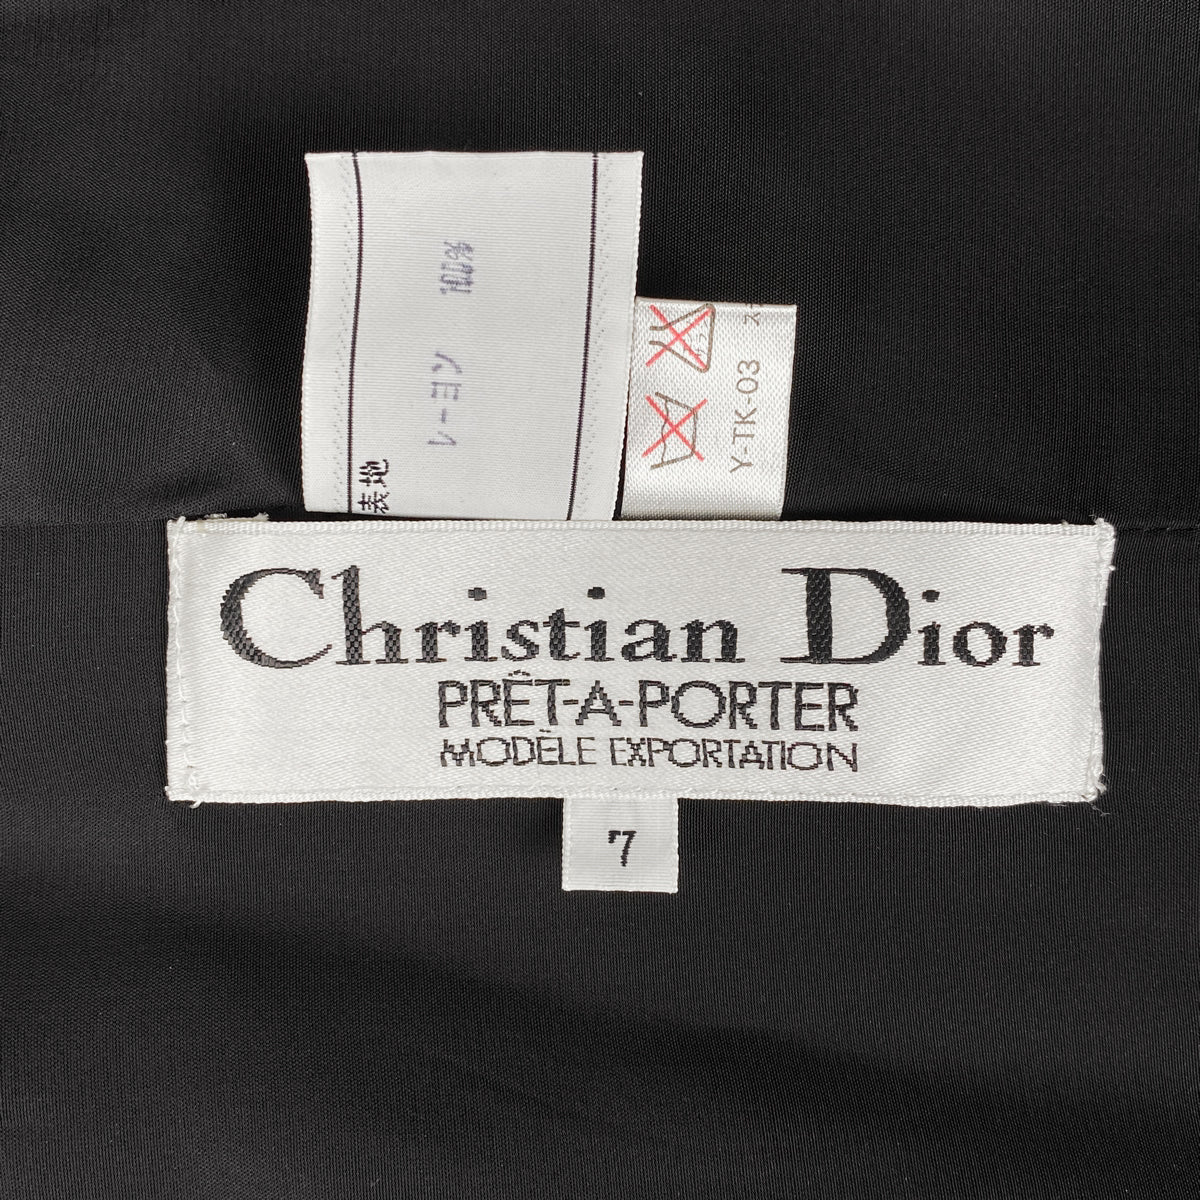 表地
レーヨン 100%
Y-TK-03
Christian Dior
PRÊT-A-PORTER
MODÈLE EXPORTATION
7